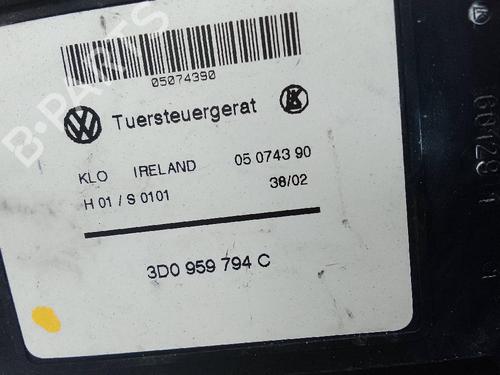 05074390
Tuersteuergerat
KLO IRELAND 05 0743 90
H 01 / S 0101 38/02
3D0 959 794 C
B-PARTS